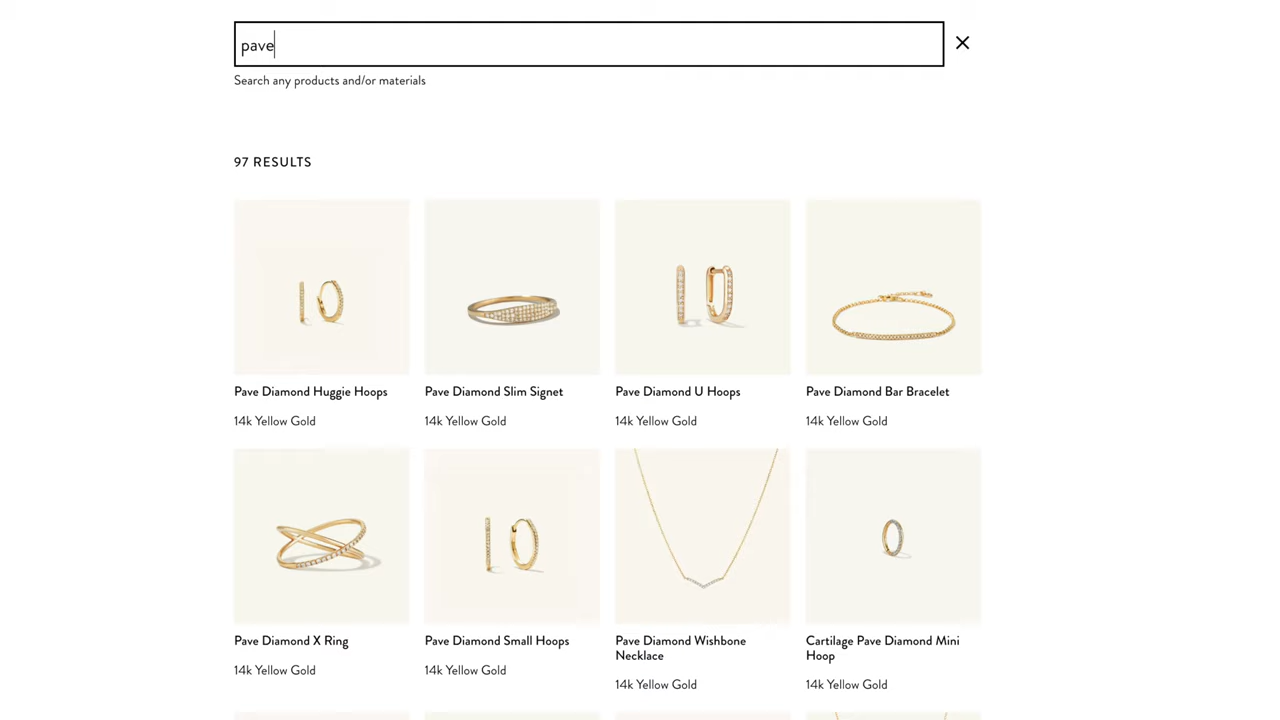 pave
Search any products and/or materials
97 RESULTS
Pave Diamond Huggie Hoops
14k Yellow Gold
Pave Diamond Slim Signet
14k Yellow Gold
Pave Diamond U Hoops
14k Yellow Gold
Pave Diamond Bar Bracelet
14k Yellow Gold
Pave Diamond X Ring
14k Yellow Gold
Pave Diamond Small Hoops
14k Yellow Gold
Pave Diamond Wishbone
Necklace
14k Yellow Gold
Cartilage Pave Diamond Mini
Hoop
14k Yellow Gold